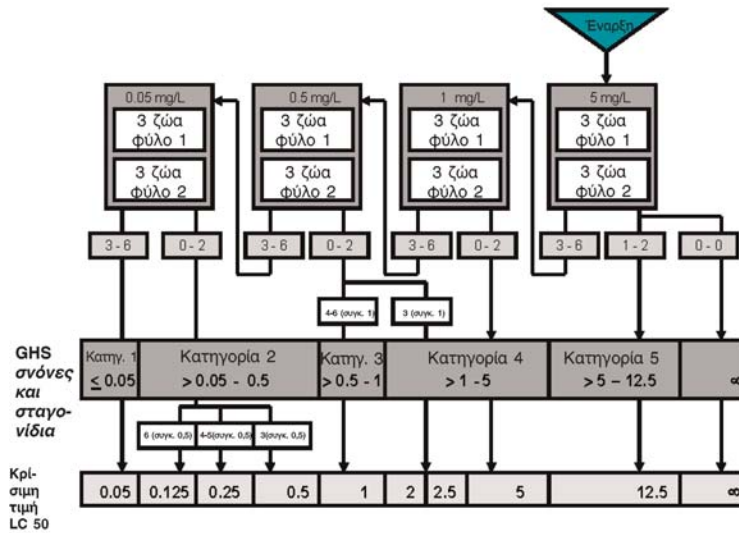 Έναρξη
0.05 mg/L
0.5 mg/L
1 mg/L
5 mg/L
3 ζώα
φύλο 1
3 ζώα
φύλο 1
3 ζώα
φύλο 1
3 ζώα
φύλο 1
3 ζώα
φύλο 2
3 ζώα
φύλο 2
3 ζώα
φύλο 2
3 ζώα
φύλο 2
3 - 6
0 - 2
3 - 6
0 - 2
3 - 6
0 - 2
3 - 6
1 - 2
0 - 0
4-6 (συγκ. 1)
3 (συγκ. 1)
GHS
σνόνες
και
σταγο-
νίδια
Κατηγ. 1
≤ 0.05
Κατηγορία 2
> 0.05 - 0.5
Κατηγ. 3
> 0.5 - 1
Κατηγορία 4
> 1 - 5
Κατηγορία 5
> 5 – 12.5
∞
6 (συγκ. 0,5)
4-5(συγκ. 0,5)
3(συγκ. 0,5)
Κρί-
σιμη
τιμή
LC 50
0.05
0.125
0.25
0.5
1
2
2.5
5
12.5
∞